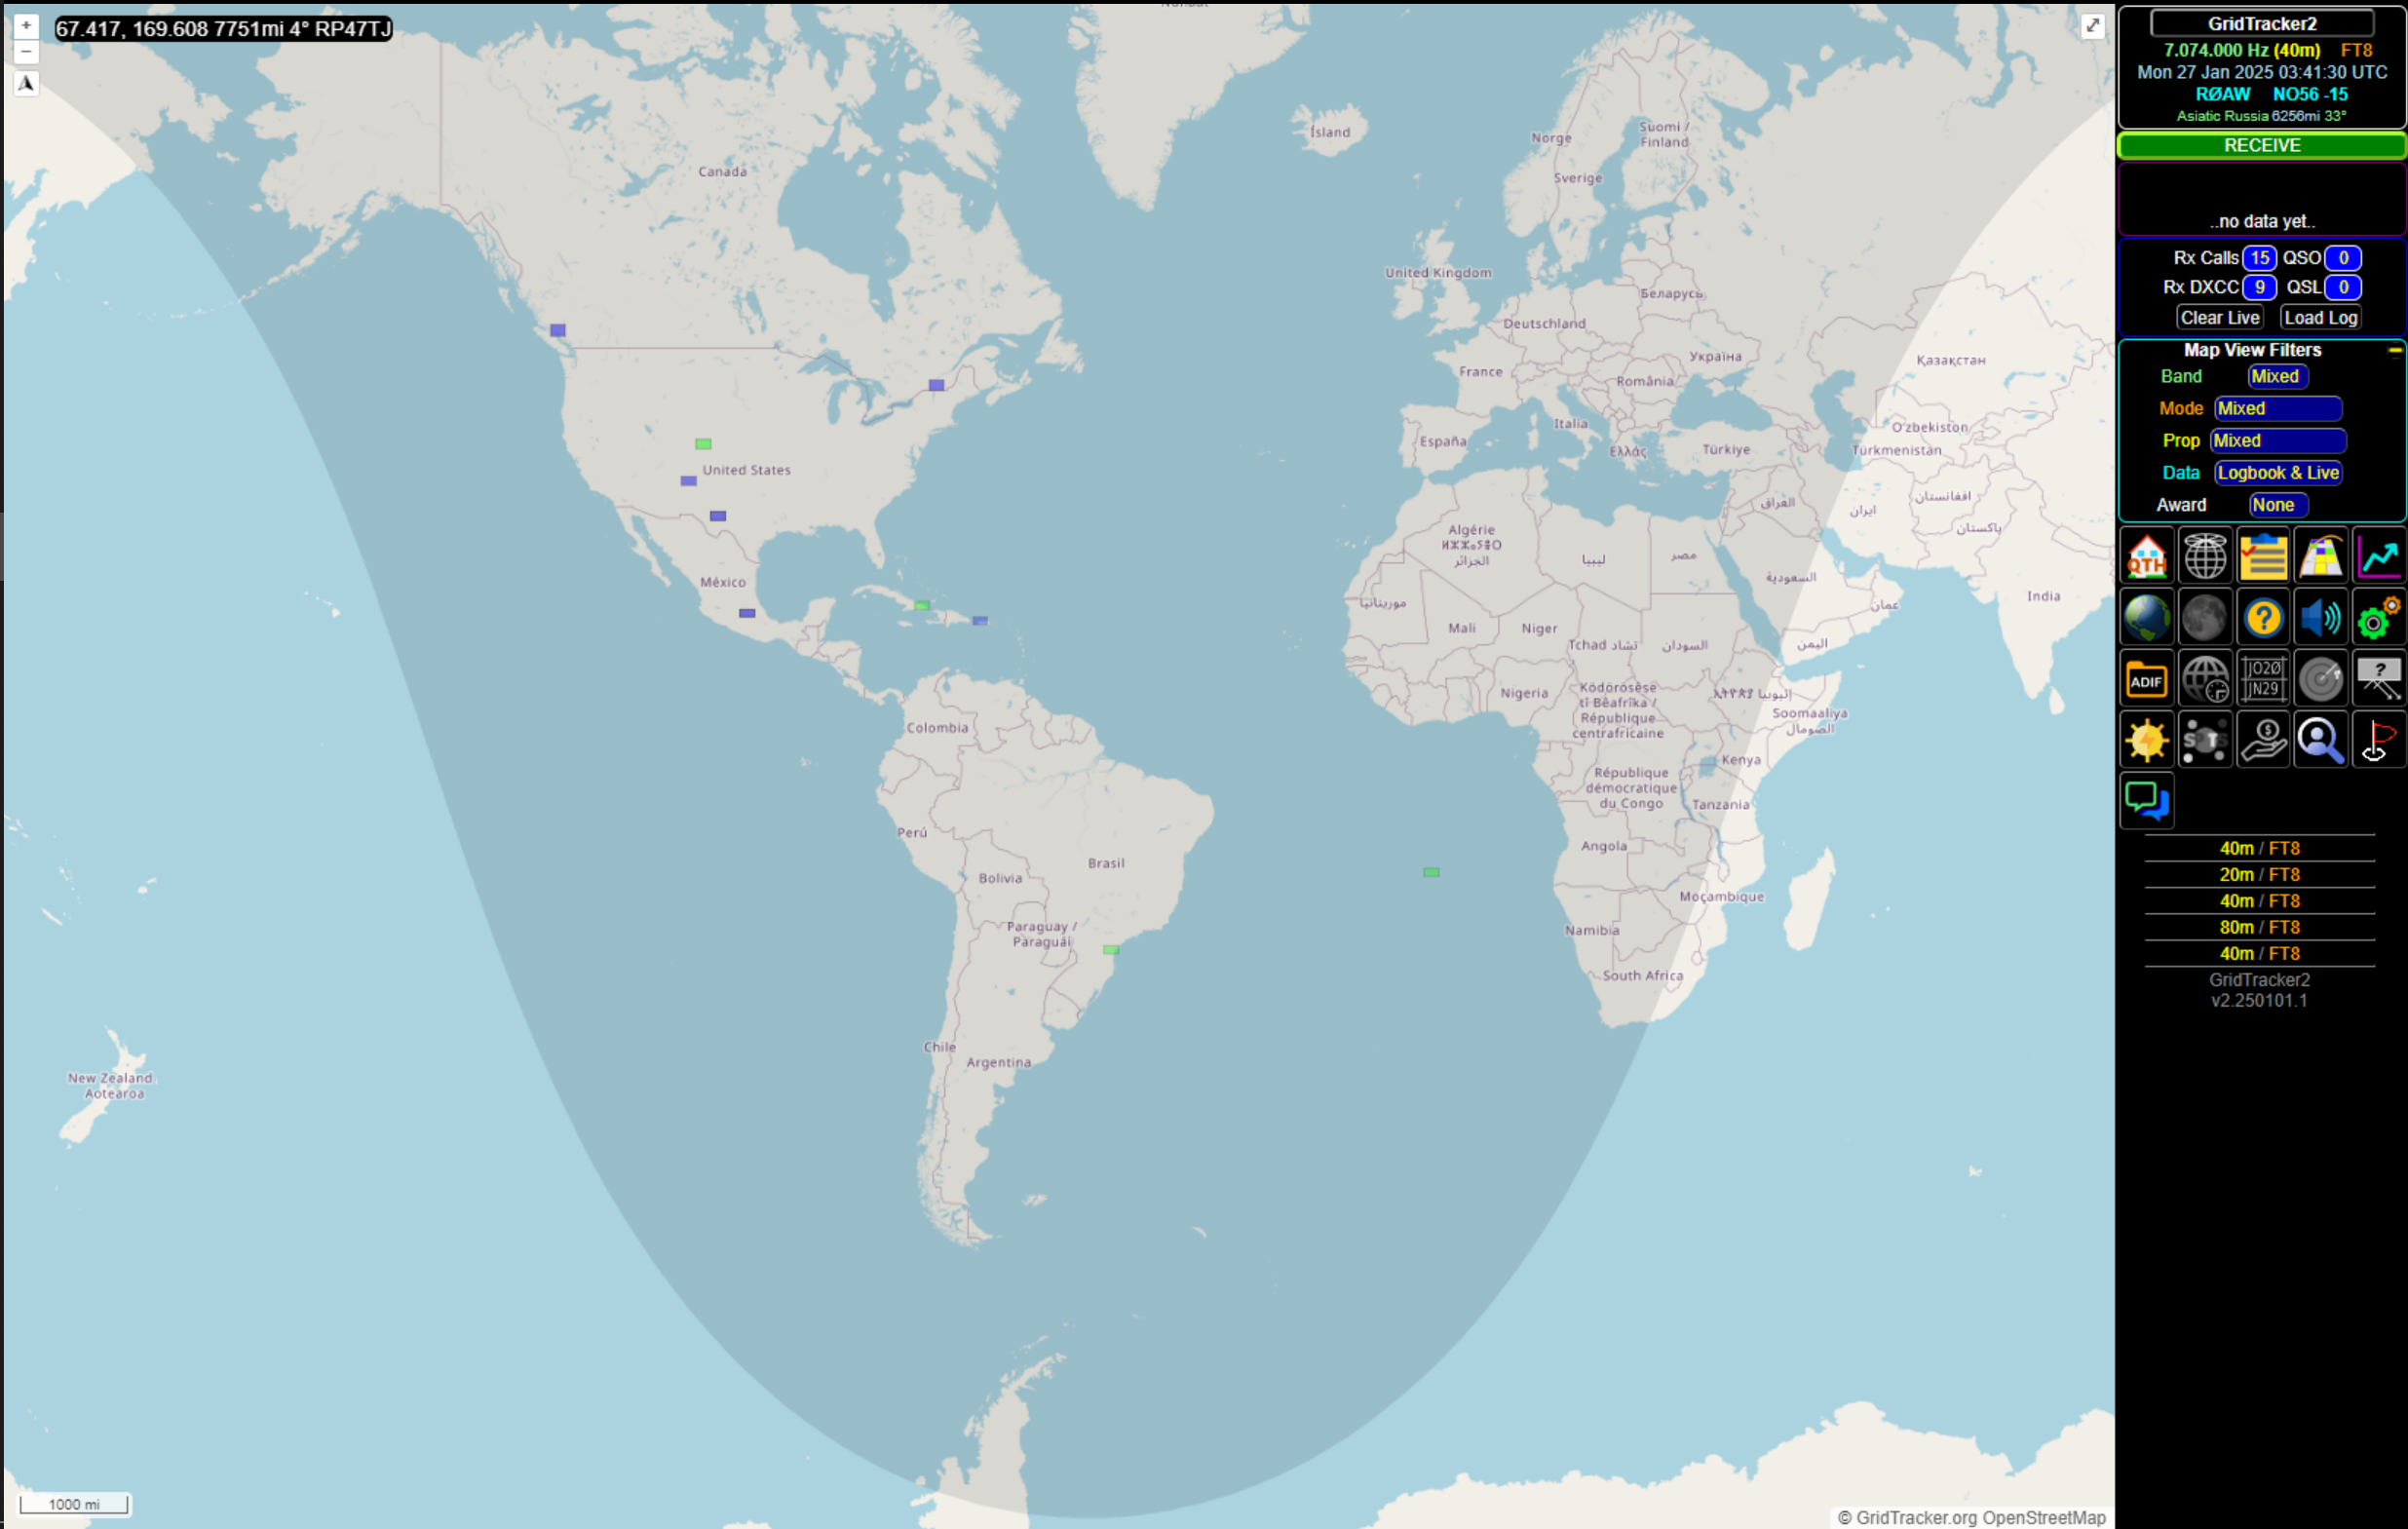 67.417, 169.608 7751mi 4° RP47TJ
Canada
Ísland
Norge
Suomi /
Finland
Sverige
United Kingdom
Беларусь
Deutschland
Україна
France
România
Қазақстан
Italia
España
Ελλάς
Türkiye
O'zbekiston
Türkmenistan
United States
العراق
ایران
افغانستان
پاکستان
Algérie
ⵍⵣⵣⴰⵢⴻⵔ
الجزائر
ليبيا
مصر
السعودية
México
موريتانيا
عمان
India
Mali
Niger
Tchad تشاد
السودان
اليمن
Nigeria
Ködörösêse
tî Bêafrîka /
République
centrafricaine
ኢትዮጵያ إثيوبيا
Soomaaliya
الصومال
Colombia
Kenya
République
démocratique
du Congo
Tanzania
Perú
Angola
Brasil
Bolivia
Moçambique
Paraguay /
Paraguái
Namibia
South Africa
Chile
Argentina
New Zealand
Aotearoa
1000 mi
© GridTracker.org OpenStreetMap
GridTracker2
7.074.000 Hz (40m) FT8
Mon 27 Jan 2025 03:41:30 UTC
RØAW NO56 -15
Asiatic Russia 6256mi 33°
RECEIVE
..no data yet..
Rx Calls 15 QSO 0
Rx DXCC 9 QSL 0
Clear Live Load Log
Map View Filters
Band Mixed
Mode Mixed
Prop Mixed
Data Logbook & Live
Award None
QTH
ADIF
JO20
JN29
?
SPOTS
40m / FT8
20m / FT8
40m / FT8
80m / FT8
40m / FT8
GridTracker2
v2.250101.1